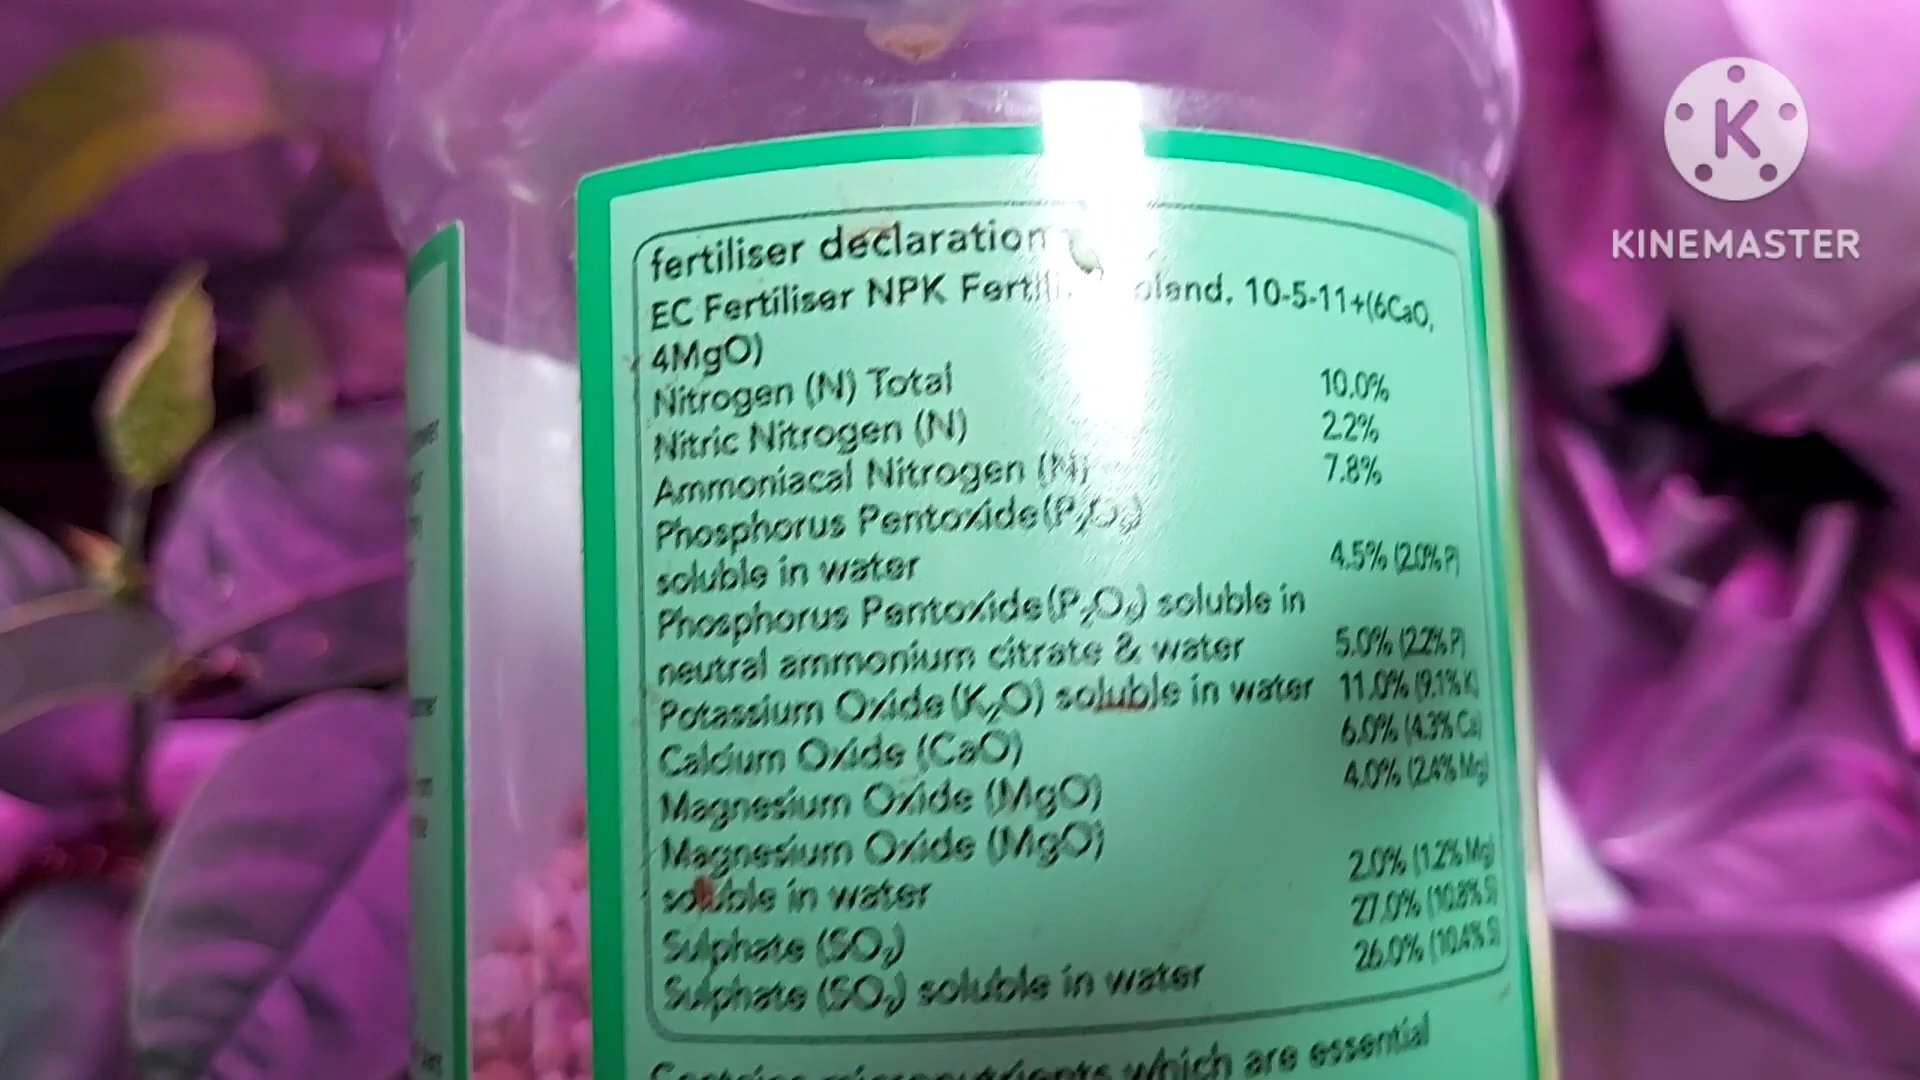 KINEMASTER
fertiliser declaration
EC Fertiliser NPK 10-5-11+(6CaO,
4MgO)
Nitrogen (N) Total 10.0%
Nitric Nitrogen (N) 2.2%
Ammoniacal Nitrogen (N) 7.8%
Phosphorus Pentoxide (P₂O₅)
soluble in water 4.5% (2.0% P)
Phosphorus Pentoxide (P₂O₅) soluble in
neutral ammonium citrate & water 5.0% (2.2% P)
Potassium Oxide (K₂O) soluble in water 11.0% (9.1% K)
Calcium Oxide (CaO) 6.0% (4.3% Ca)
Magnesium Oxide (MgO) 4.0% (2.4% Mg)
Magnesium Oxide (MgO)
soluble in water 2.0% (1.2% Mg)
Sulphate (SO₃) 27.0% (10.8% S)
Sulphate (SO₃) soluble in water 26.0% (10.4% S)
micronutrients which are essential